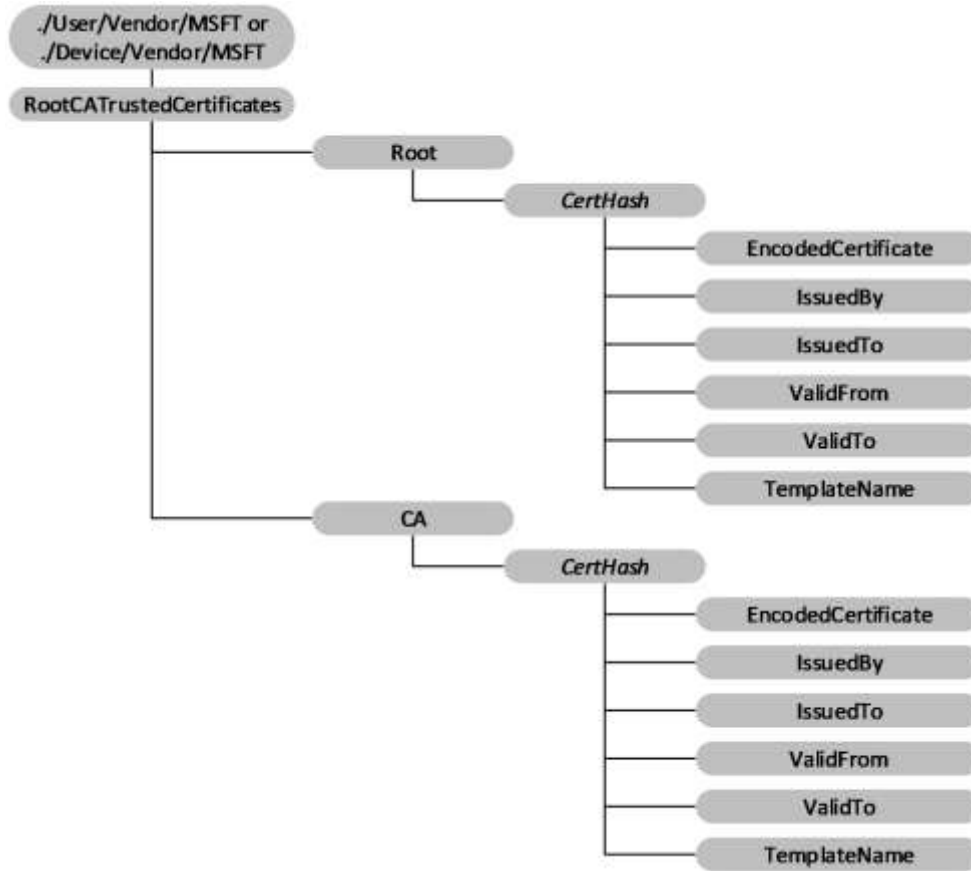 ./User/Vendor/MSFT or
./Device/Vendor/MSFT
RootCATrustedCertificates
Root
CertHash
EncodedCertificate
IssuedBy
IssuedTo
ValidFrom
ValidTo
TemplateName
CA
CertHash
EncodedCertificate
IssuedBy
IssuedTo
ValidFrom
ValidTo
TemplateName